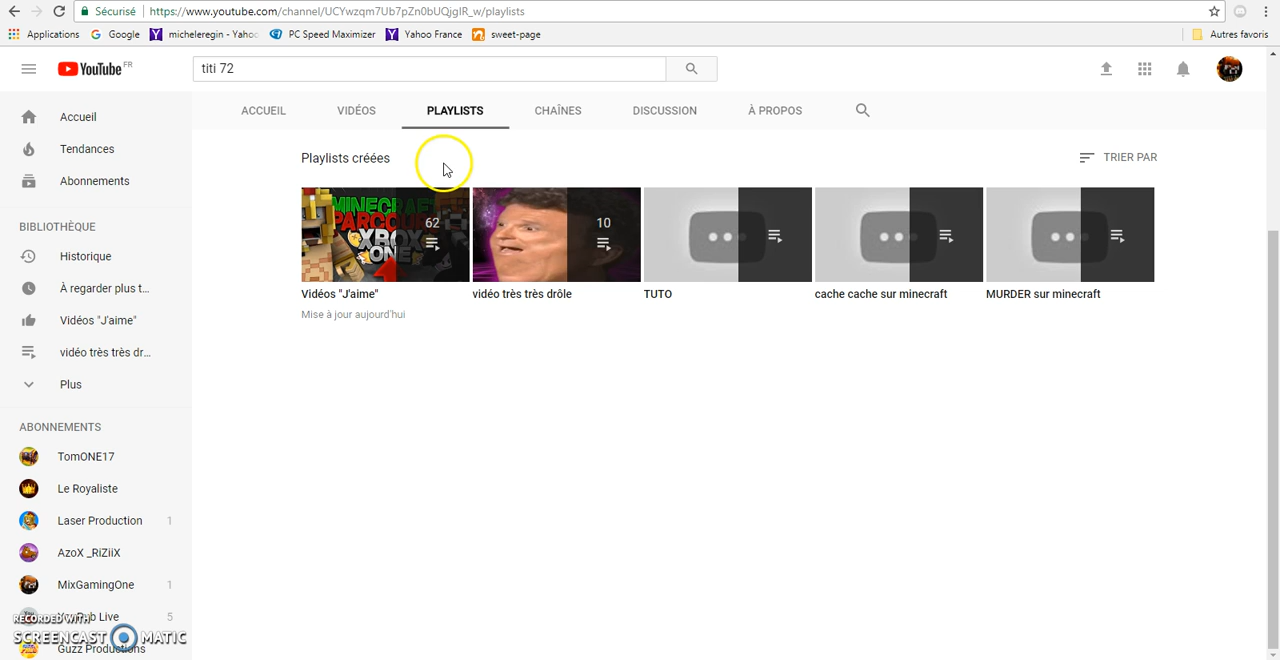 Sécurisé https://www.youtube.com/channel/UCYwzqm7Ub7pZn0bUQjgIR_w/playlists
Applications Google micheleregin - Yahoo PC Speed Maximizer Yahoo France sweet-page Autres favoris
YouTube FR titi 72
ACCUEIL VIDÉOS PLAYLISTS CHAÎNES DISCUSSION À PROPOS
Accueil
Tendances
Abonnements
BIBLIOTHÈQUE
Historique
À regarder plus t...
Vidéos "J'aime"
vidéo très très dr...
Plus
ABONNEMENTS
TomONE17
Le Royaliste
Laser Production 1
AzoX _RiZiiX
MixGamingOne 1
Live 5
Guzz Productions
RECORDED WITH
SCREENCAST MATIC
Playlists créées TRIER PAR
MINECRAFT
PARCOUR
XBOX
ONE
62
10
Vidéos "J'aime" vidéo très très drôle TUTO cache cache sur minecraft MURDER sur minecraft
Mise à jour aujourd'hui